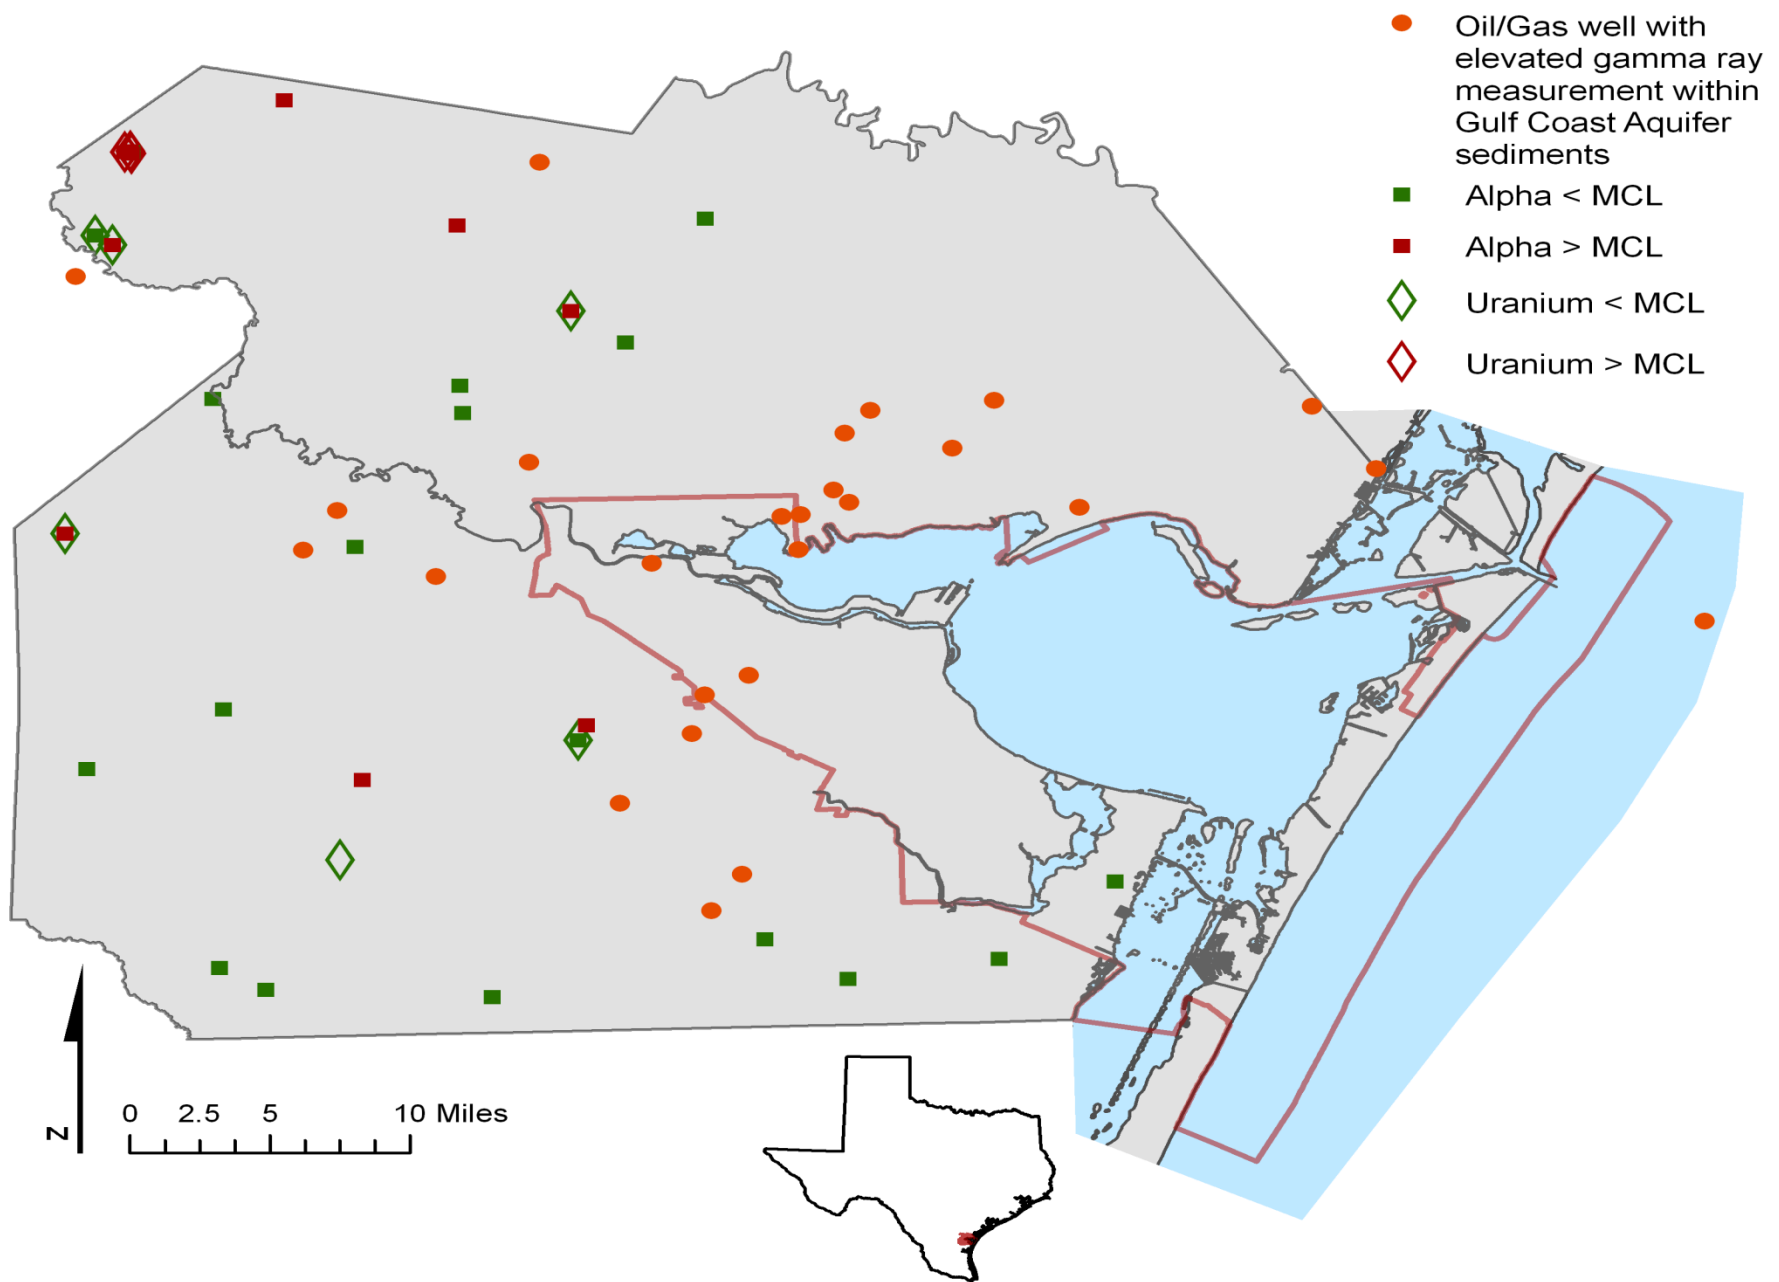 Oil/Gas well with
elevated gamma ray
measurement within
Gulf Coast Aquifer
sediments
Alpha < MCL
Alpha > MCL
Uranium < MCL
Uranium > MCL
N
0 2.5 5 10 Miles